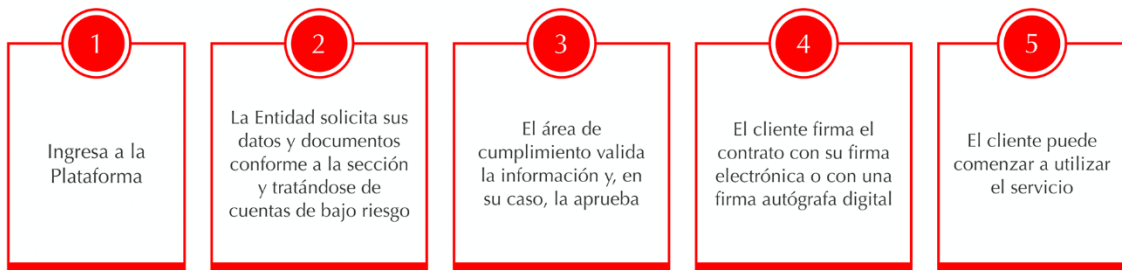 1
Ingresa a la
Plataforma
2
La Entidad solicita sus
datos y documentos
conforme a la sección
y tratándose de
cuentas de bajo riesgo
3
El área de
cumplimiento valida
la información y, en
su caso, la aprueba
4
El cliente firma el
contrato con su firma
electrónica o con una
firma autógrafa digital
5
El cliente puede
comenzar a utilizar
el servicio